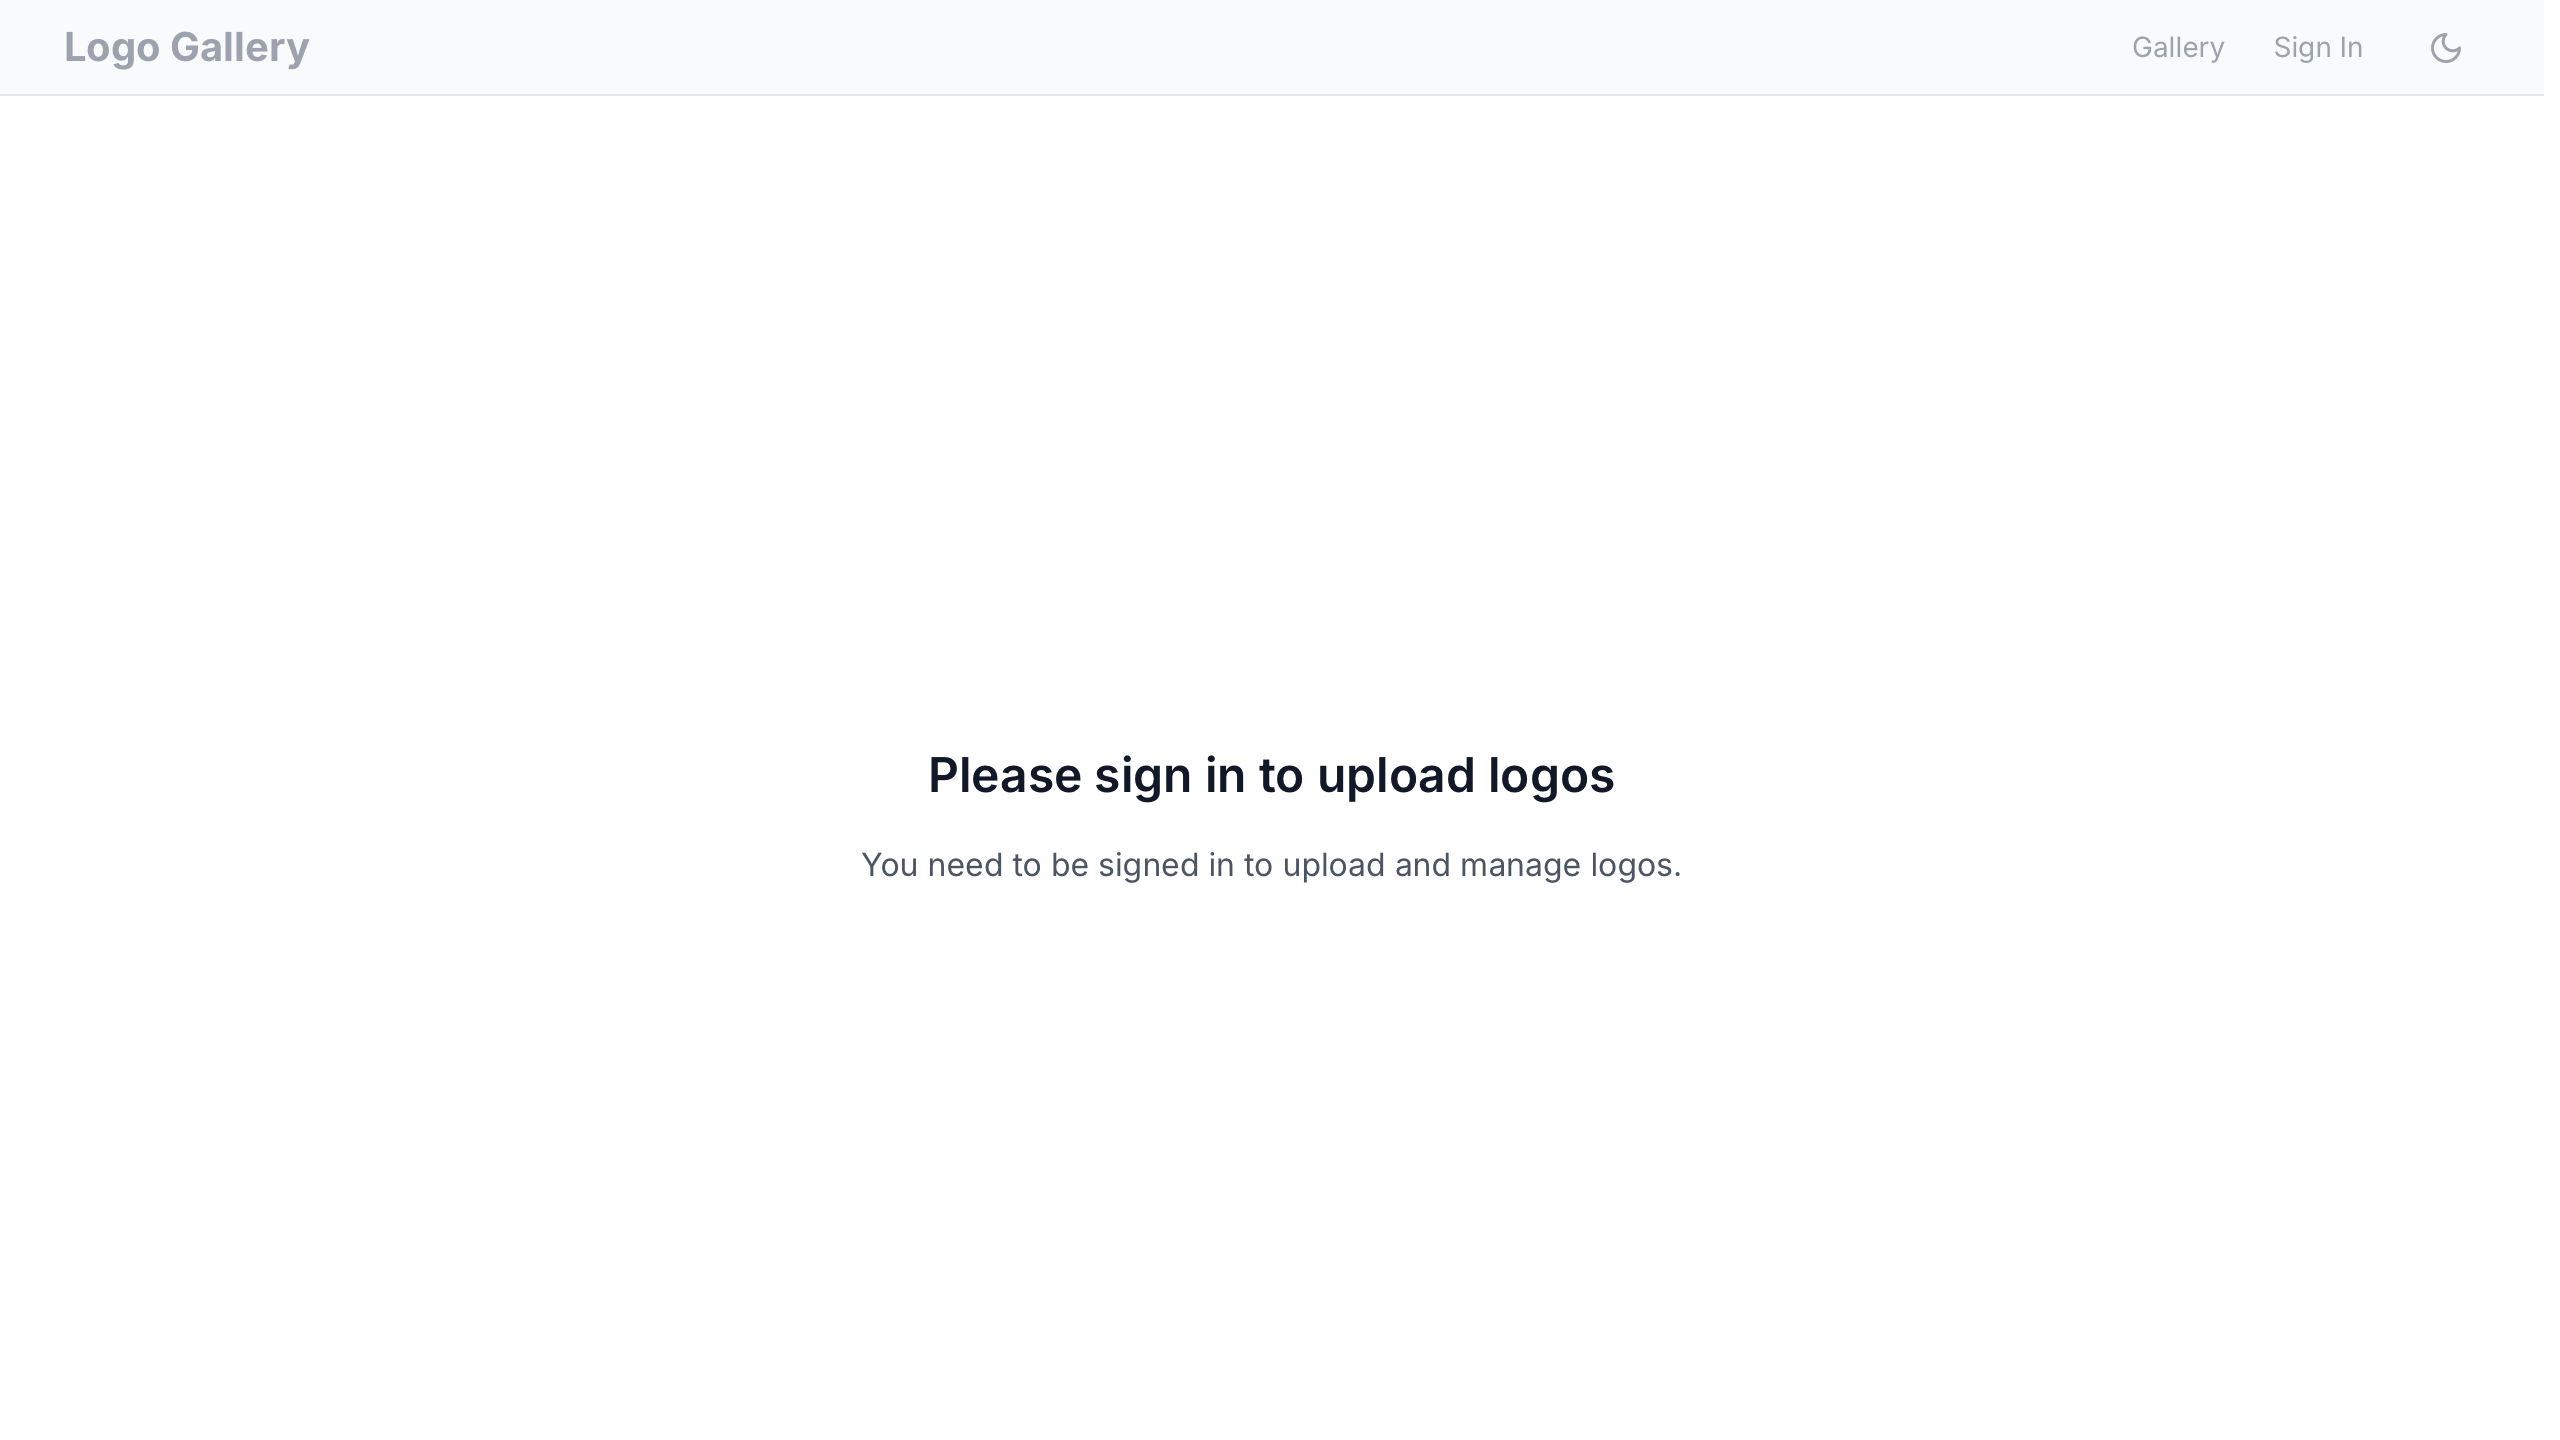 Logo Gallery
Gallery
Sign In
Please sign in to upload logos
You need to be signed in to upload and manage logos.